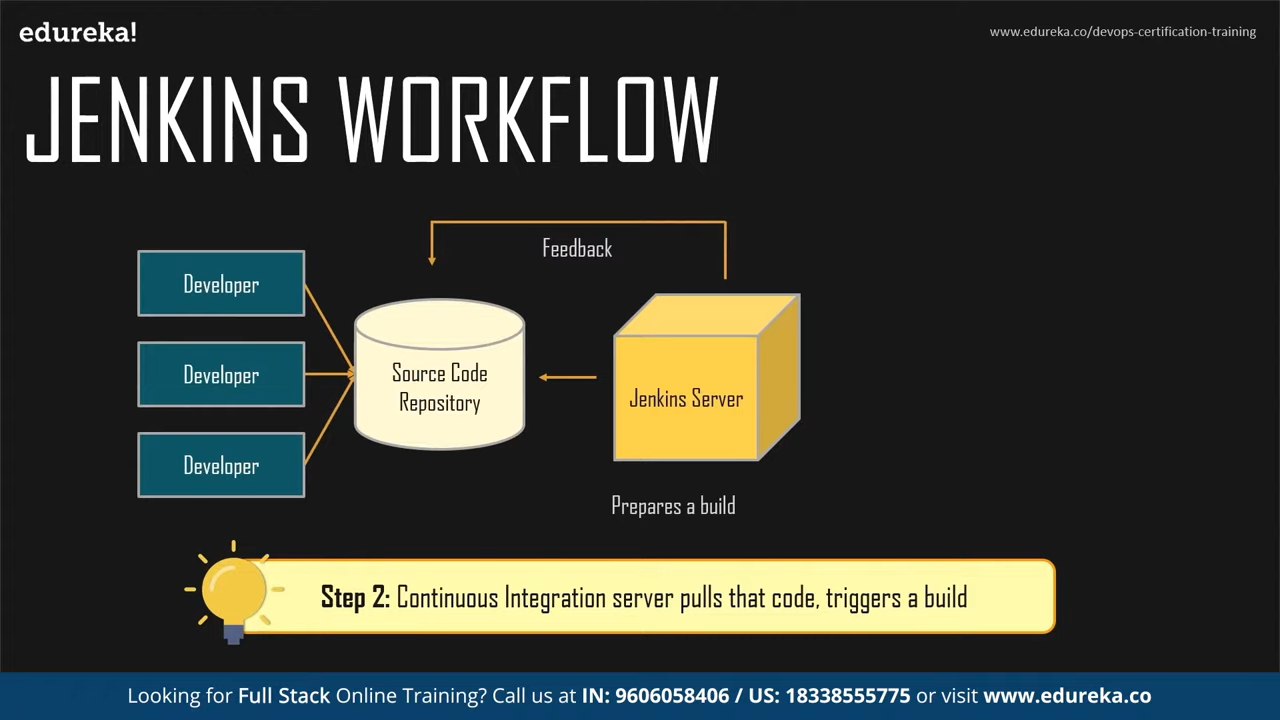 edureka!
www.edureka.co/devops-certification-training
JENKINS WORKFLOW
Feedback
Developer
Developer
Developer
Source Code
Repository
Jenkins Server
Prepares a build
Step 2: Continuous Integration server pulls that code, triggers a build
Looking for Full Stack Online Training? Call us at IN: 9606058406 / US: 18338555775 or visit www.edureka.co